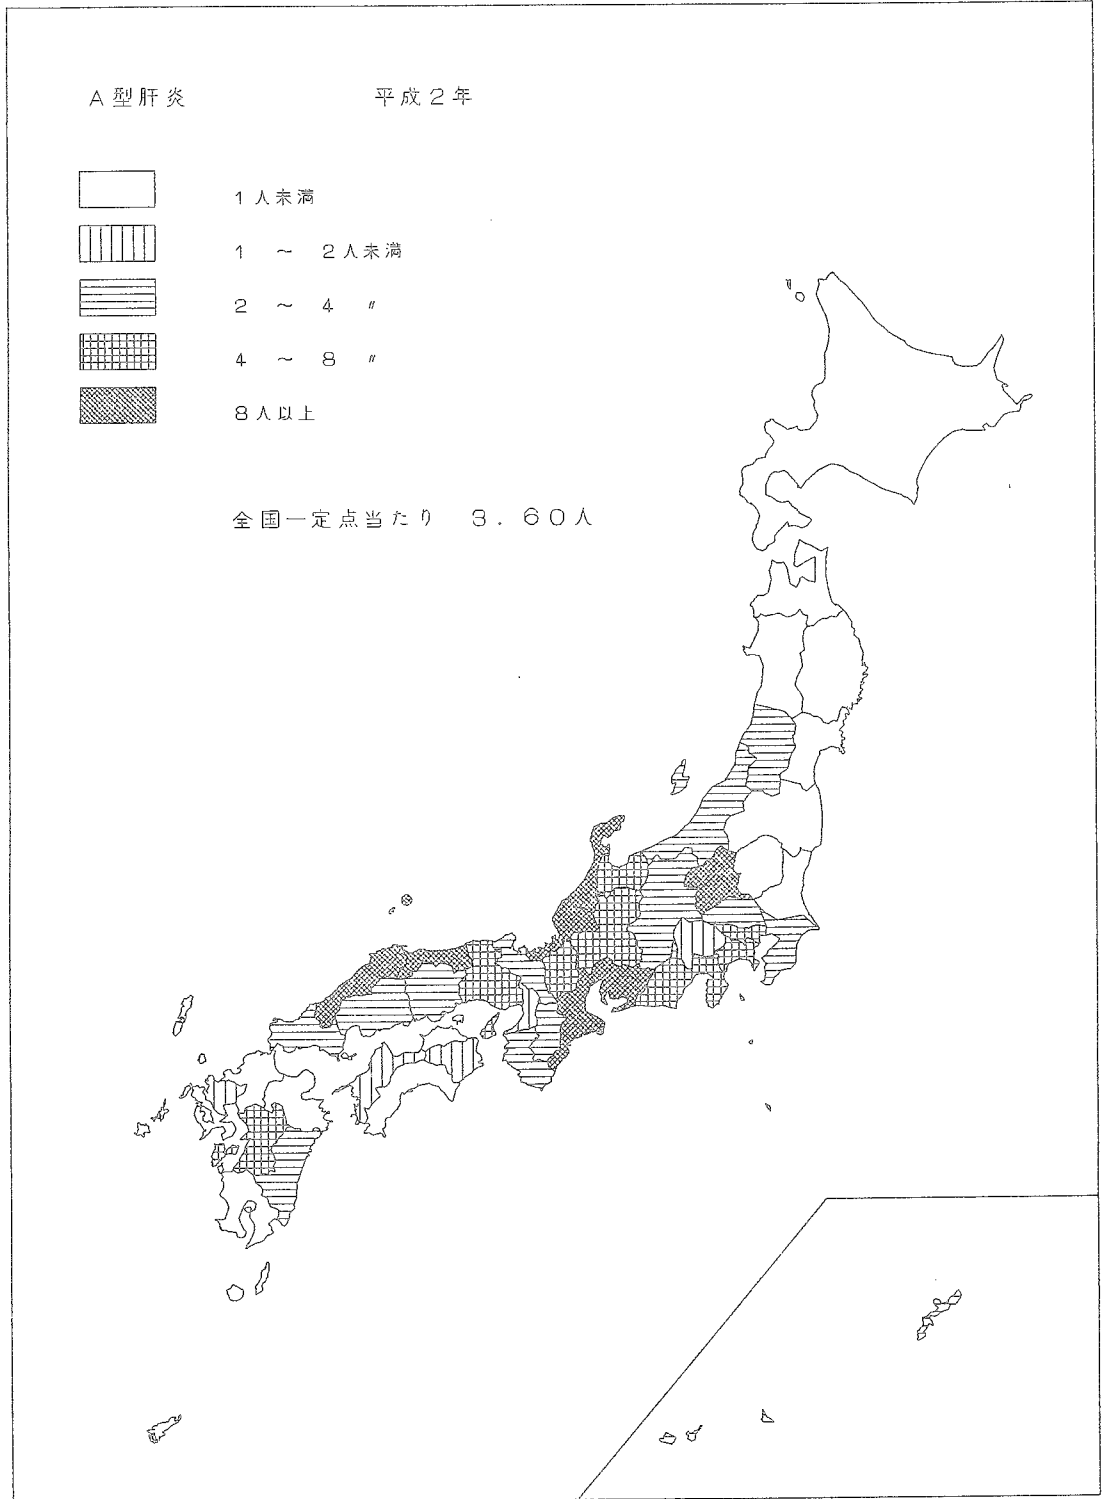 A型肝炎 平成2年
1人未満
1 ～ 2人未満
2 ～ 4 〃
4 ～ 8 〃
8人以上
全国一定点当たり 3.60人